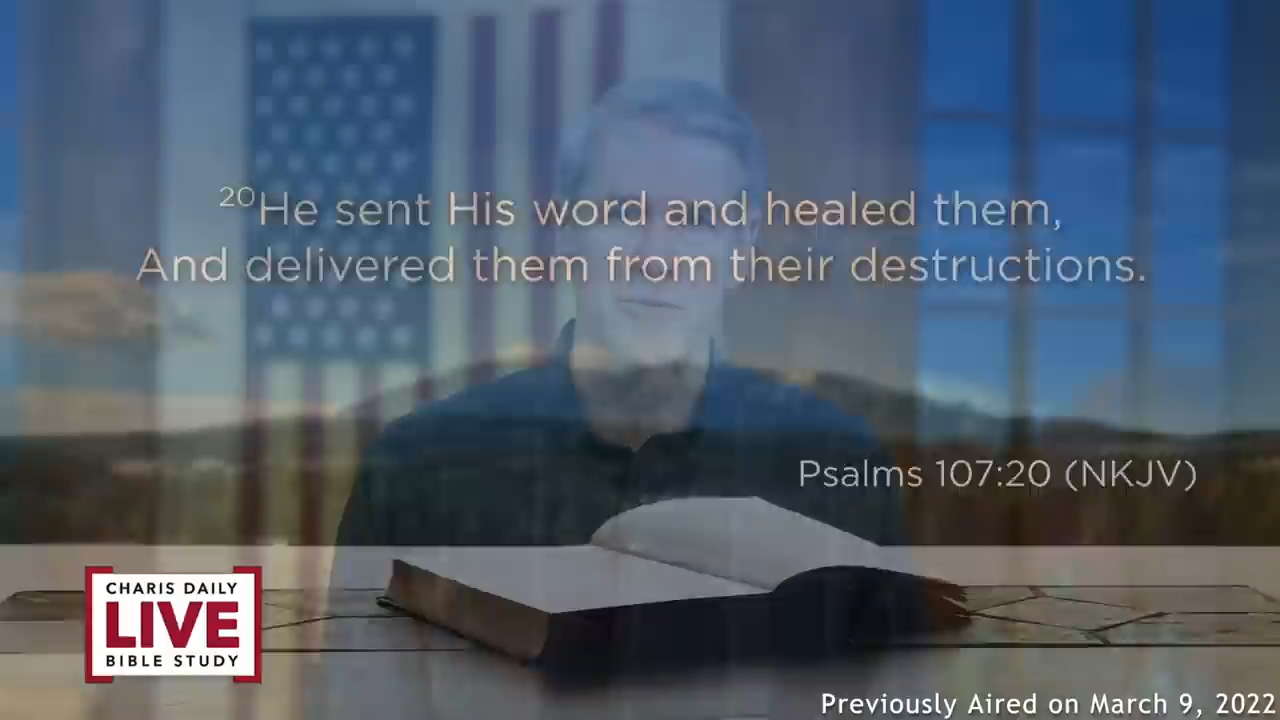 ²⁰He sent His word and healed them,
And delivered them from their destructions.
Psalms 107:20 (NKJV)
CHARIS DAILY
LIVE
BIBLE STUDY
Previously Aired on March 9, 2022